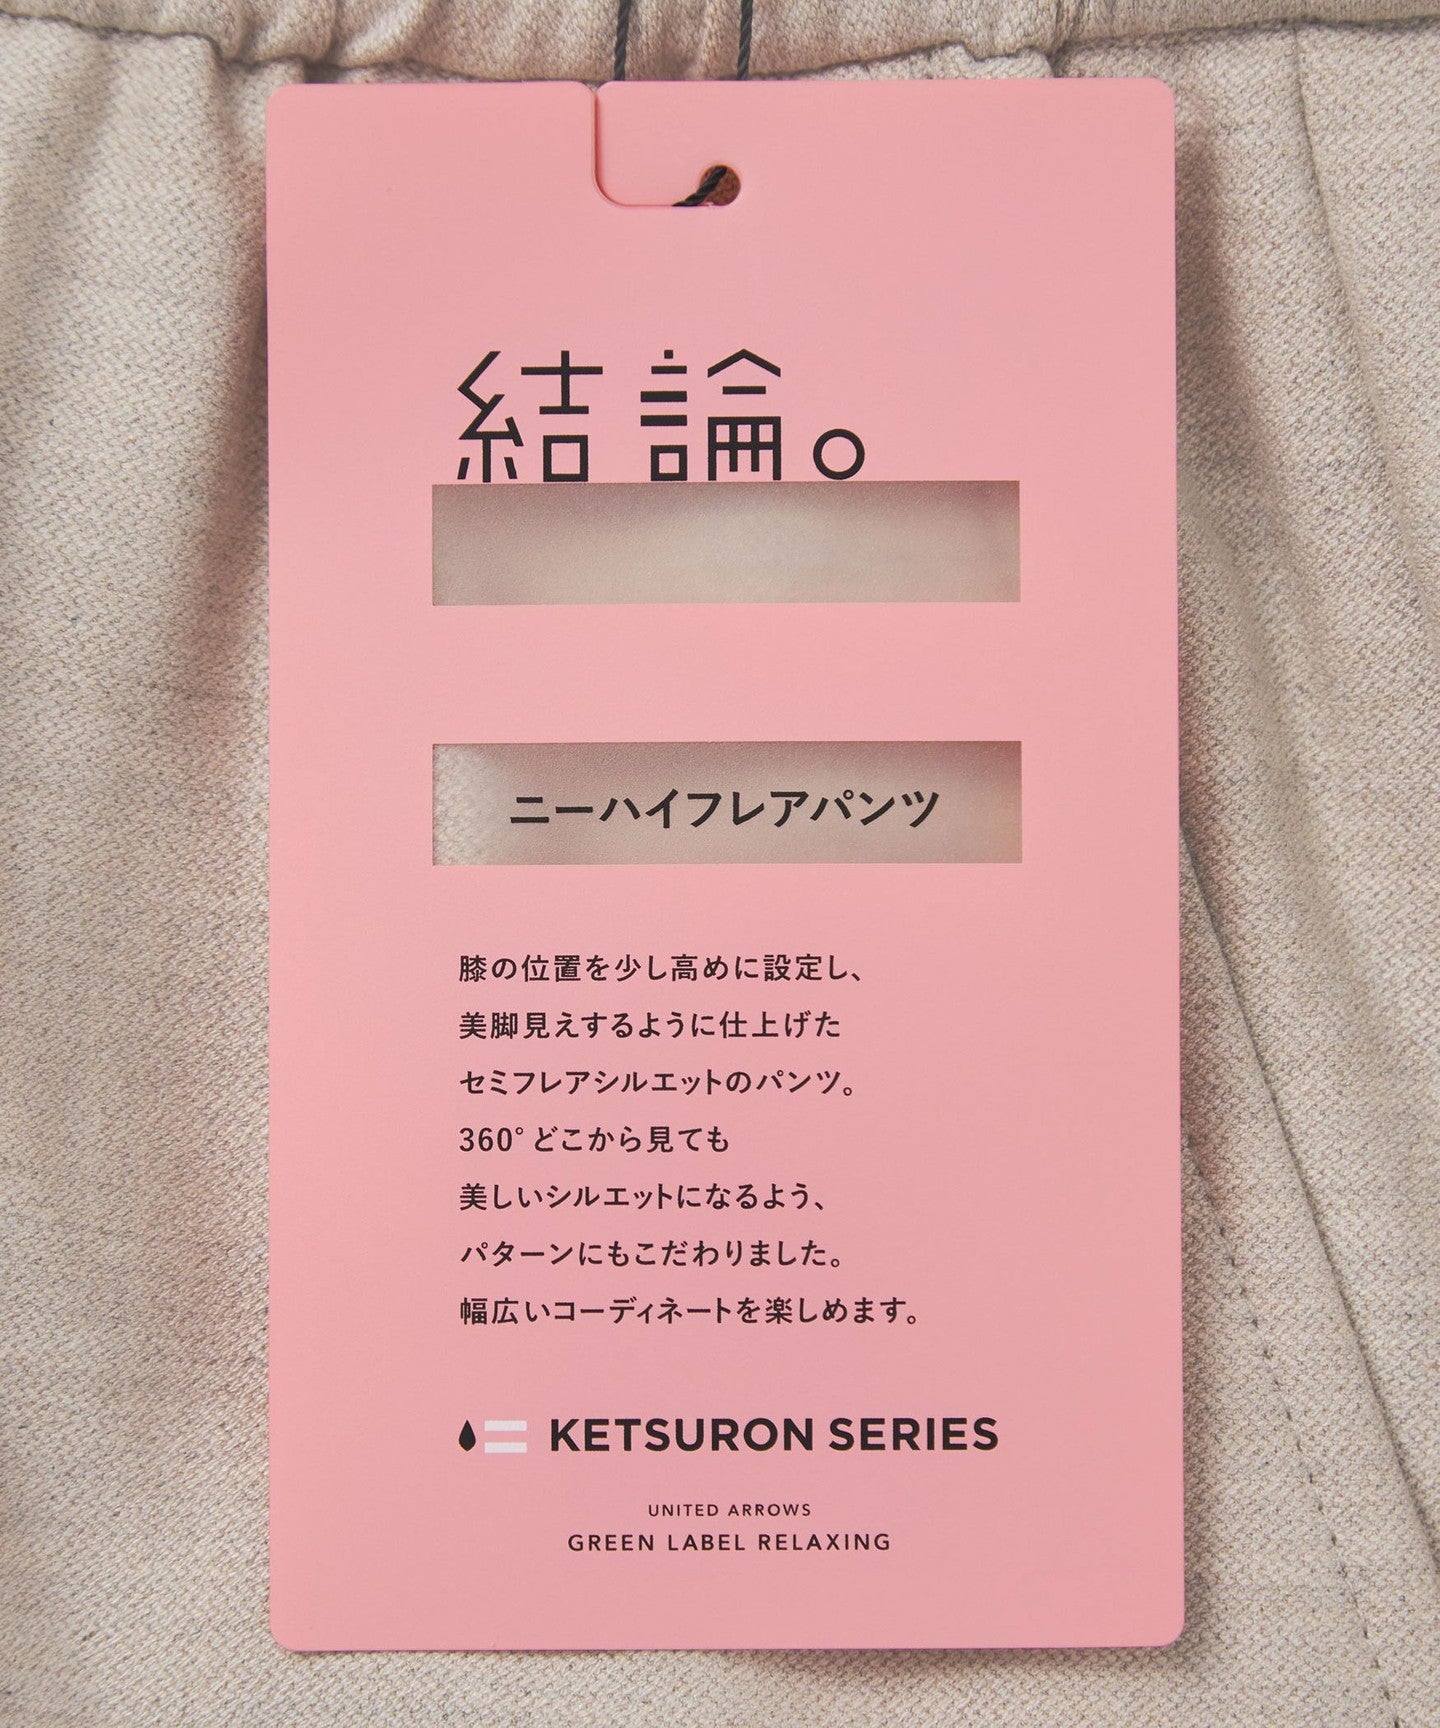 結論。
ニーハイフレアパンツ
膝の位置を少し高めに設定し、
美脚見えするように仕上げた
セミフレアシルエットのパンツ。
360°どこから見ても
美しいシルエットになるよう、
パターンにもこだわりました。
幅広いコーディネートを楽しめます。
KETSURON SERIES
UNITED ARROWS
GREEN LABEL RELAXING